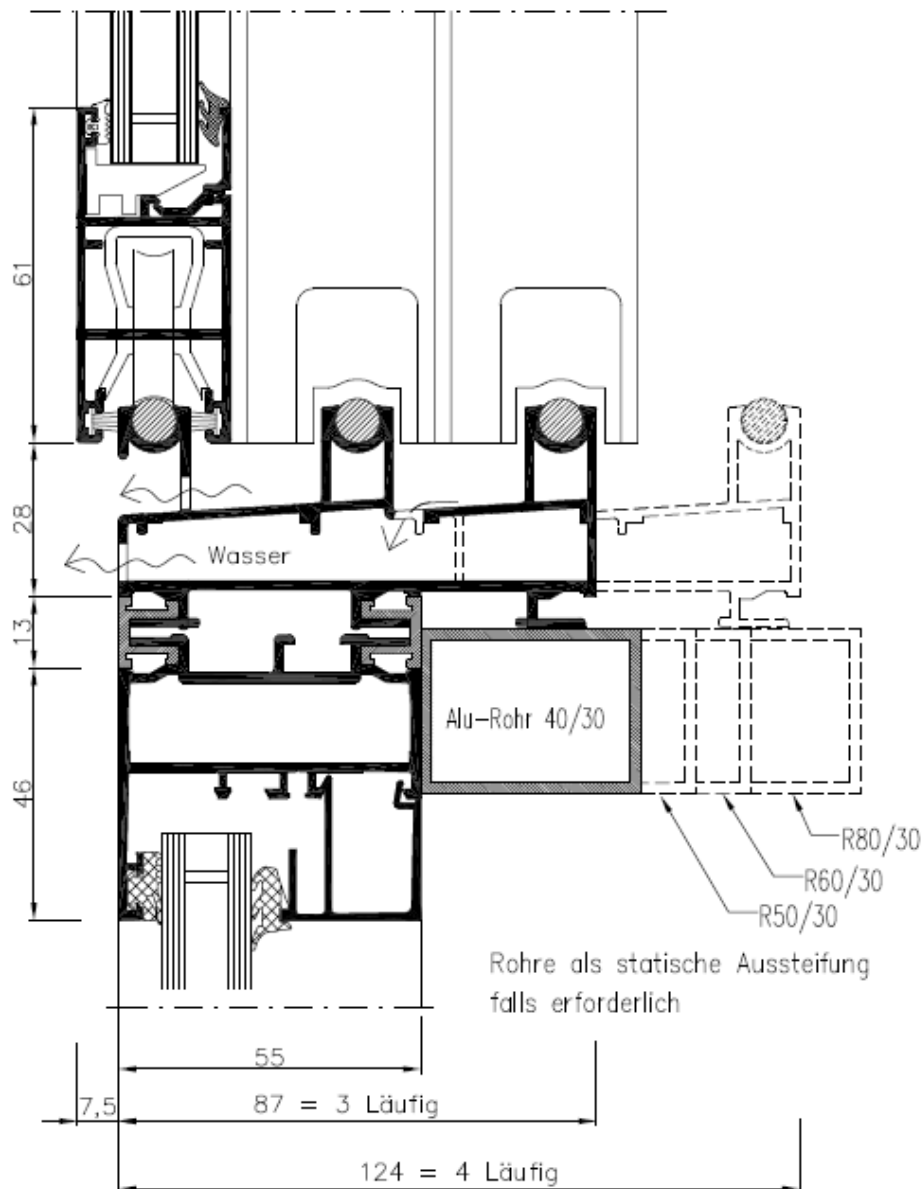 61
28
Wasser
13
Alu-Rohr 40/30
46
R80/30
R60/30
R50/30
Rohre als statische Aussteifung
falls erforderlich
55
7,5
87 = 3 Läufig
124 = 4 Läufig